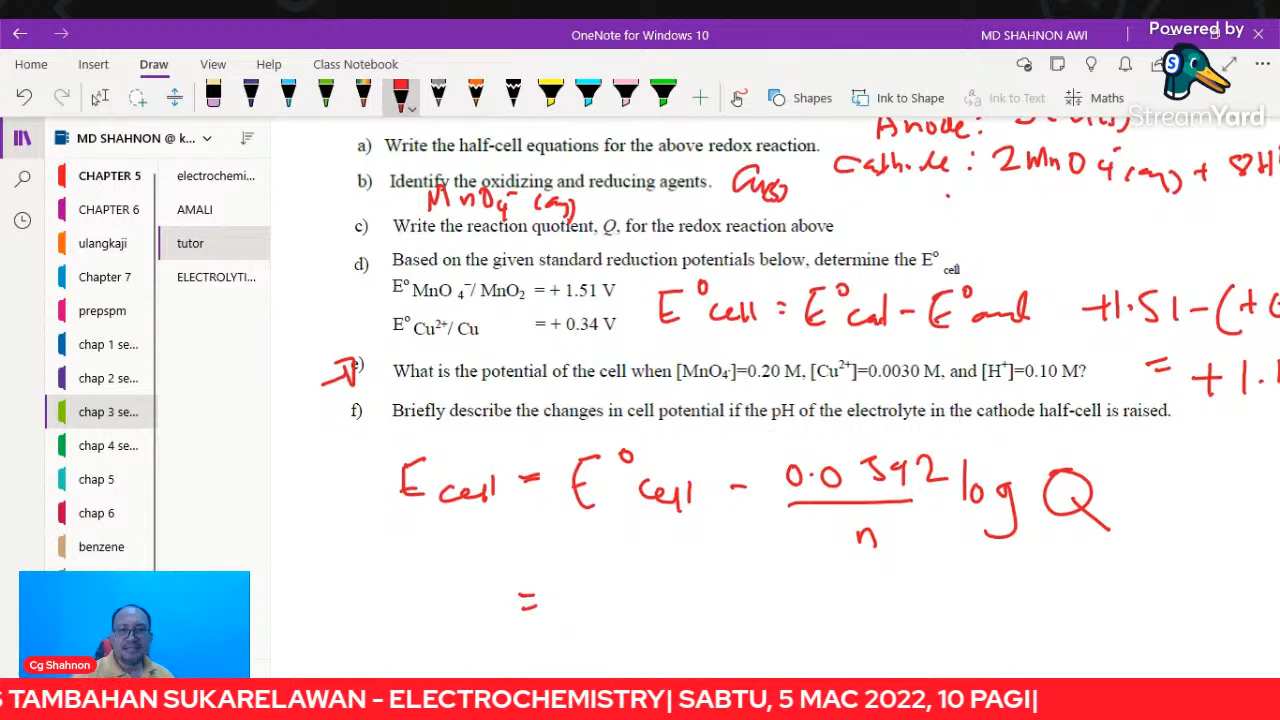 OneNote for Windows 10
MD SHAHNON AWI
Powered by
StreamYard
Home Insert Draw View Help Class Notebook
Shapes Ink to Shape Ink to Text Maths
MD SHAHNON @ k...
CHAPTER 5
CHAPTER 6
ulangkaji
Chapter 7
prepspm
chap 1 se...
chap 2 se...
chap 3 se...
chap 4 se...
chap 5
chap 6
benzene
electrochemi...
AMALI
tutor
ELECTROLYTI...
Anode:
a) Write the half-cell equations for the above redox reaction.
Cathode : 2MnO4⁻(aq) + 8H
b) Identify the oxidizing and reducing agents. Cu(s)
MnO4⁻ (aq)
c) Write the reaction quotient, Q, for the redox reaction above
d) Based on the given standard reduction potentials below, determine the E° cell
E° MnO 4⁻/ MnO2 = + 1.51 V
E° Cu²⁺/ Cu = + 0.34 V
E°cell = E°cat - E°and +1.51 - (+0
= +1.1
e) What is the potential of the cell when [MnO4⁻]=0.20 M, [Cu²⁺]=0.0030 M, and [H⁺]=0.10 M?
f) Briefly describe the changes in cell potential if the pH of the electrolyte in the cathode half-cell is raised.
E cell = E°cell - 0.0592/n log Q
=
Cg Shahnon
S TAMBAHAN SUKARELAWAN - ELECTROCHEMISTRY| SABTU, 5 MAC 2022, 10 PAGI|